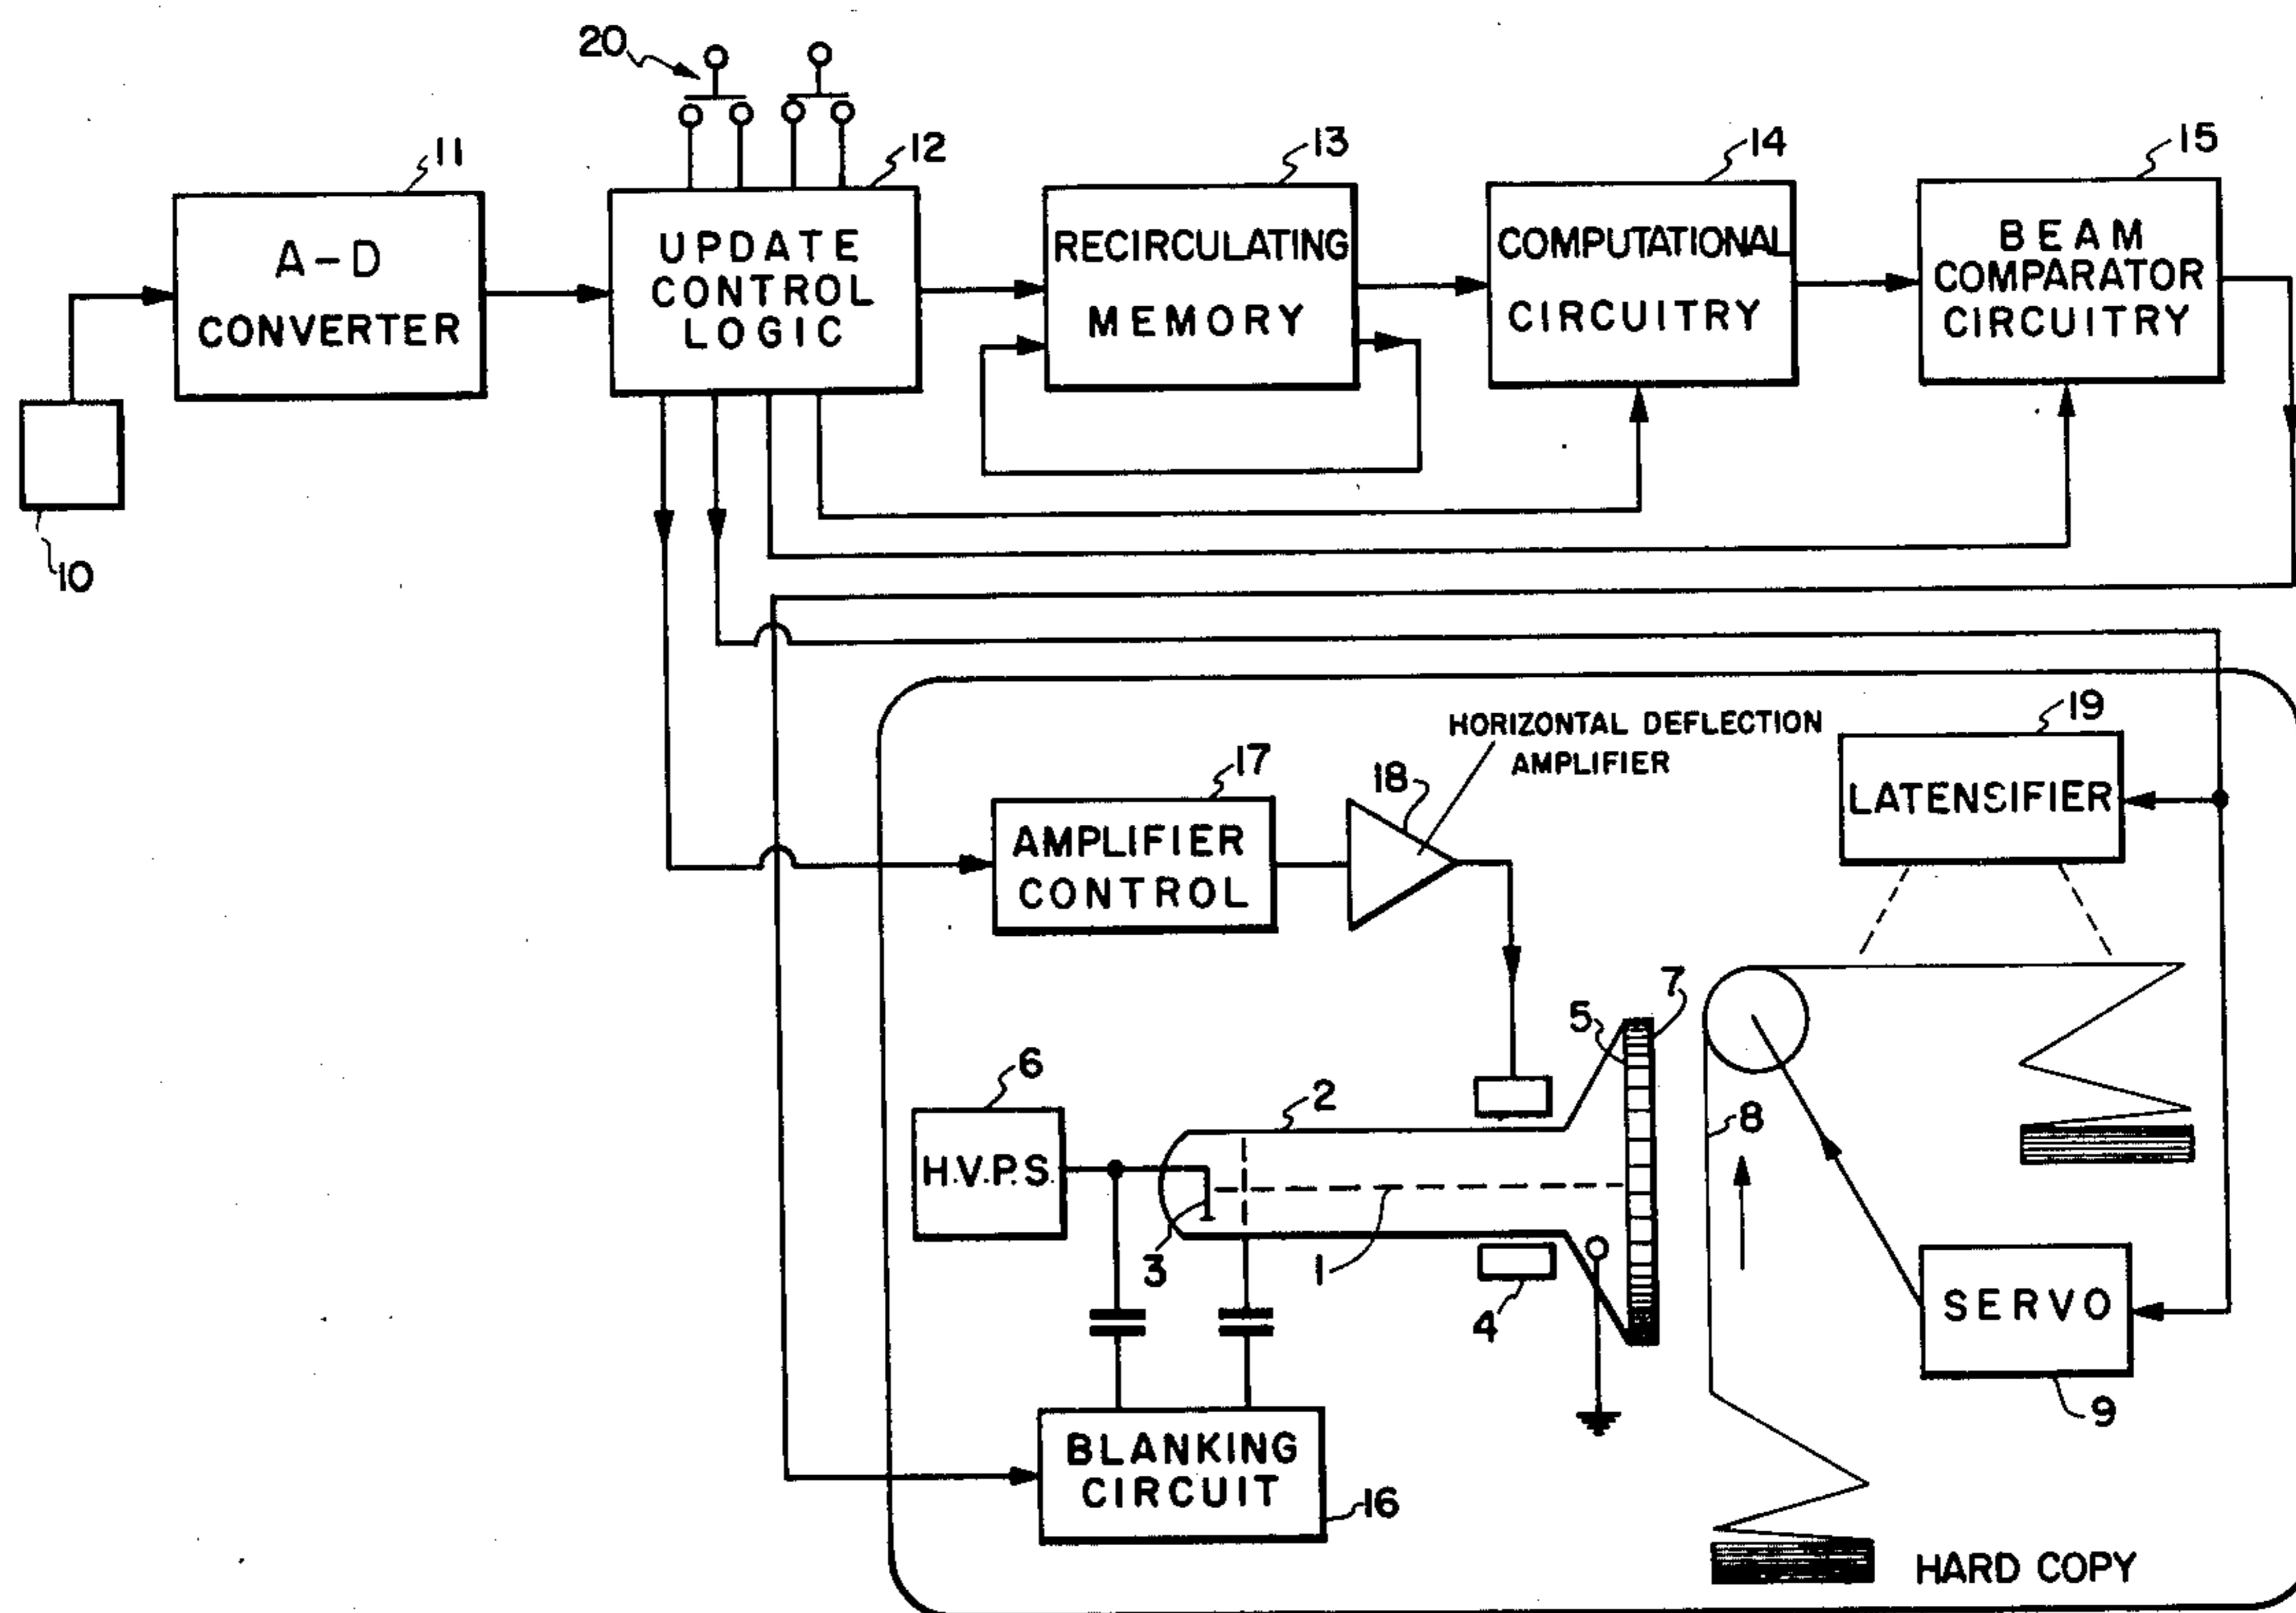 20
11
12
13
14
15
A-D
CONVERTER
UPDATE
CONTROL
LOGIC
RECIRCULATING
MEMORY
COMPUTATIONAL
CIRCUITRY
BEAM
COMPARATOR
CIRCUITRY
10
HORIZONTAL DEFLECTION
AMPLIFIER
17
18
19
AMPLIFIER
CONTROL
LATENSIFIER
6
2
5
7
8
H.V.P.S.
3
1
4
SERVO
9
BLANKING
CIRCUIT
16
HARD COPY